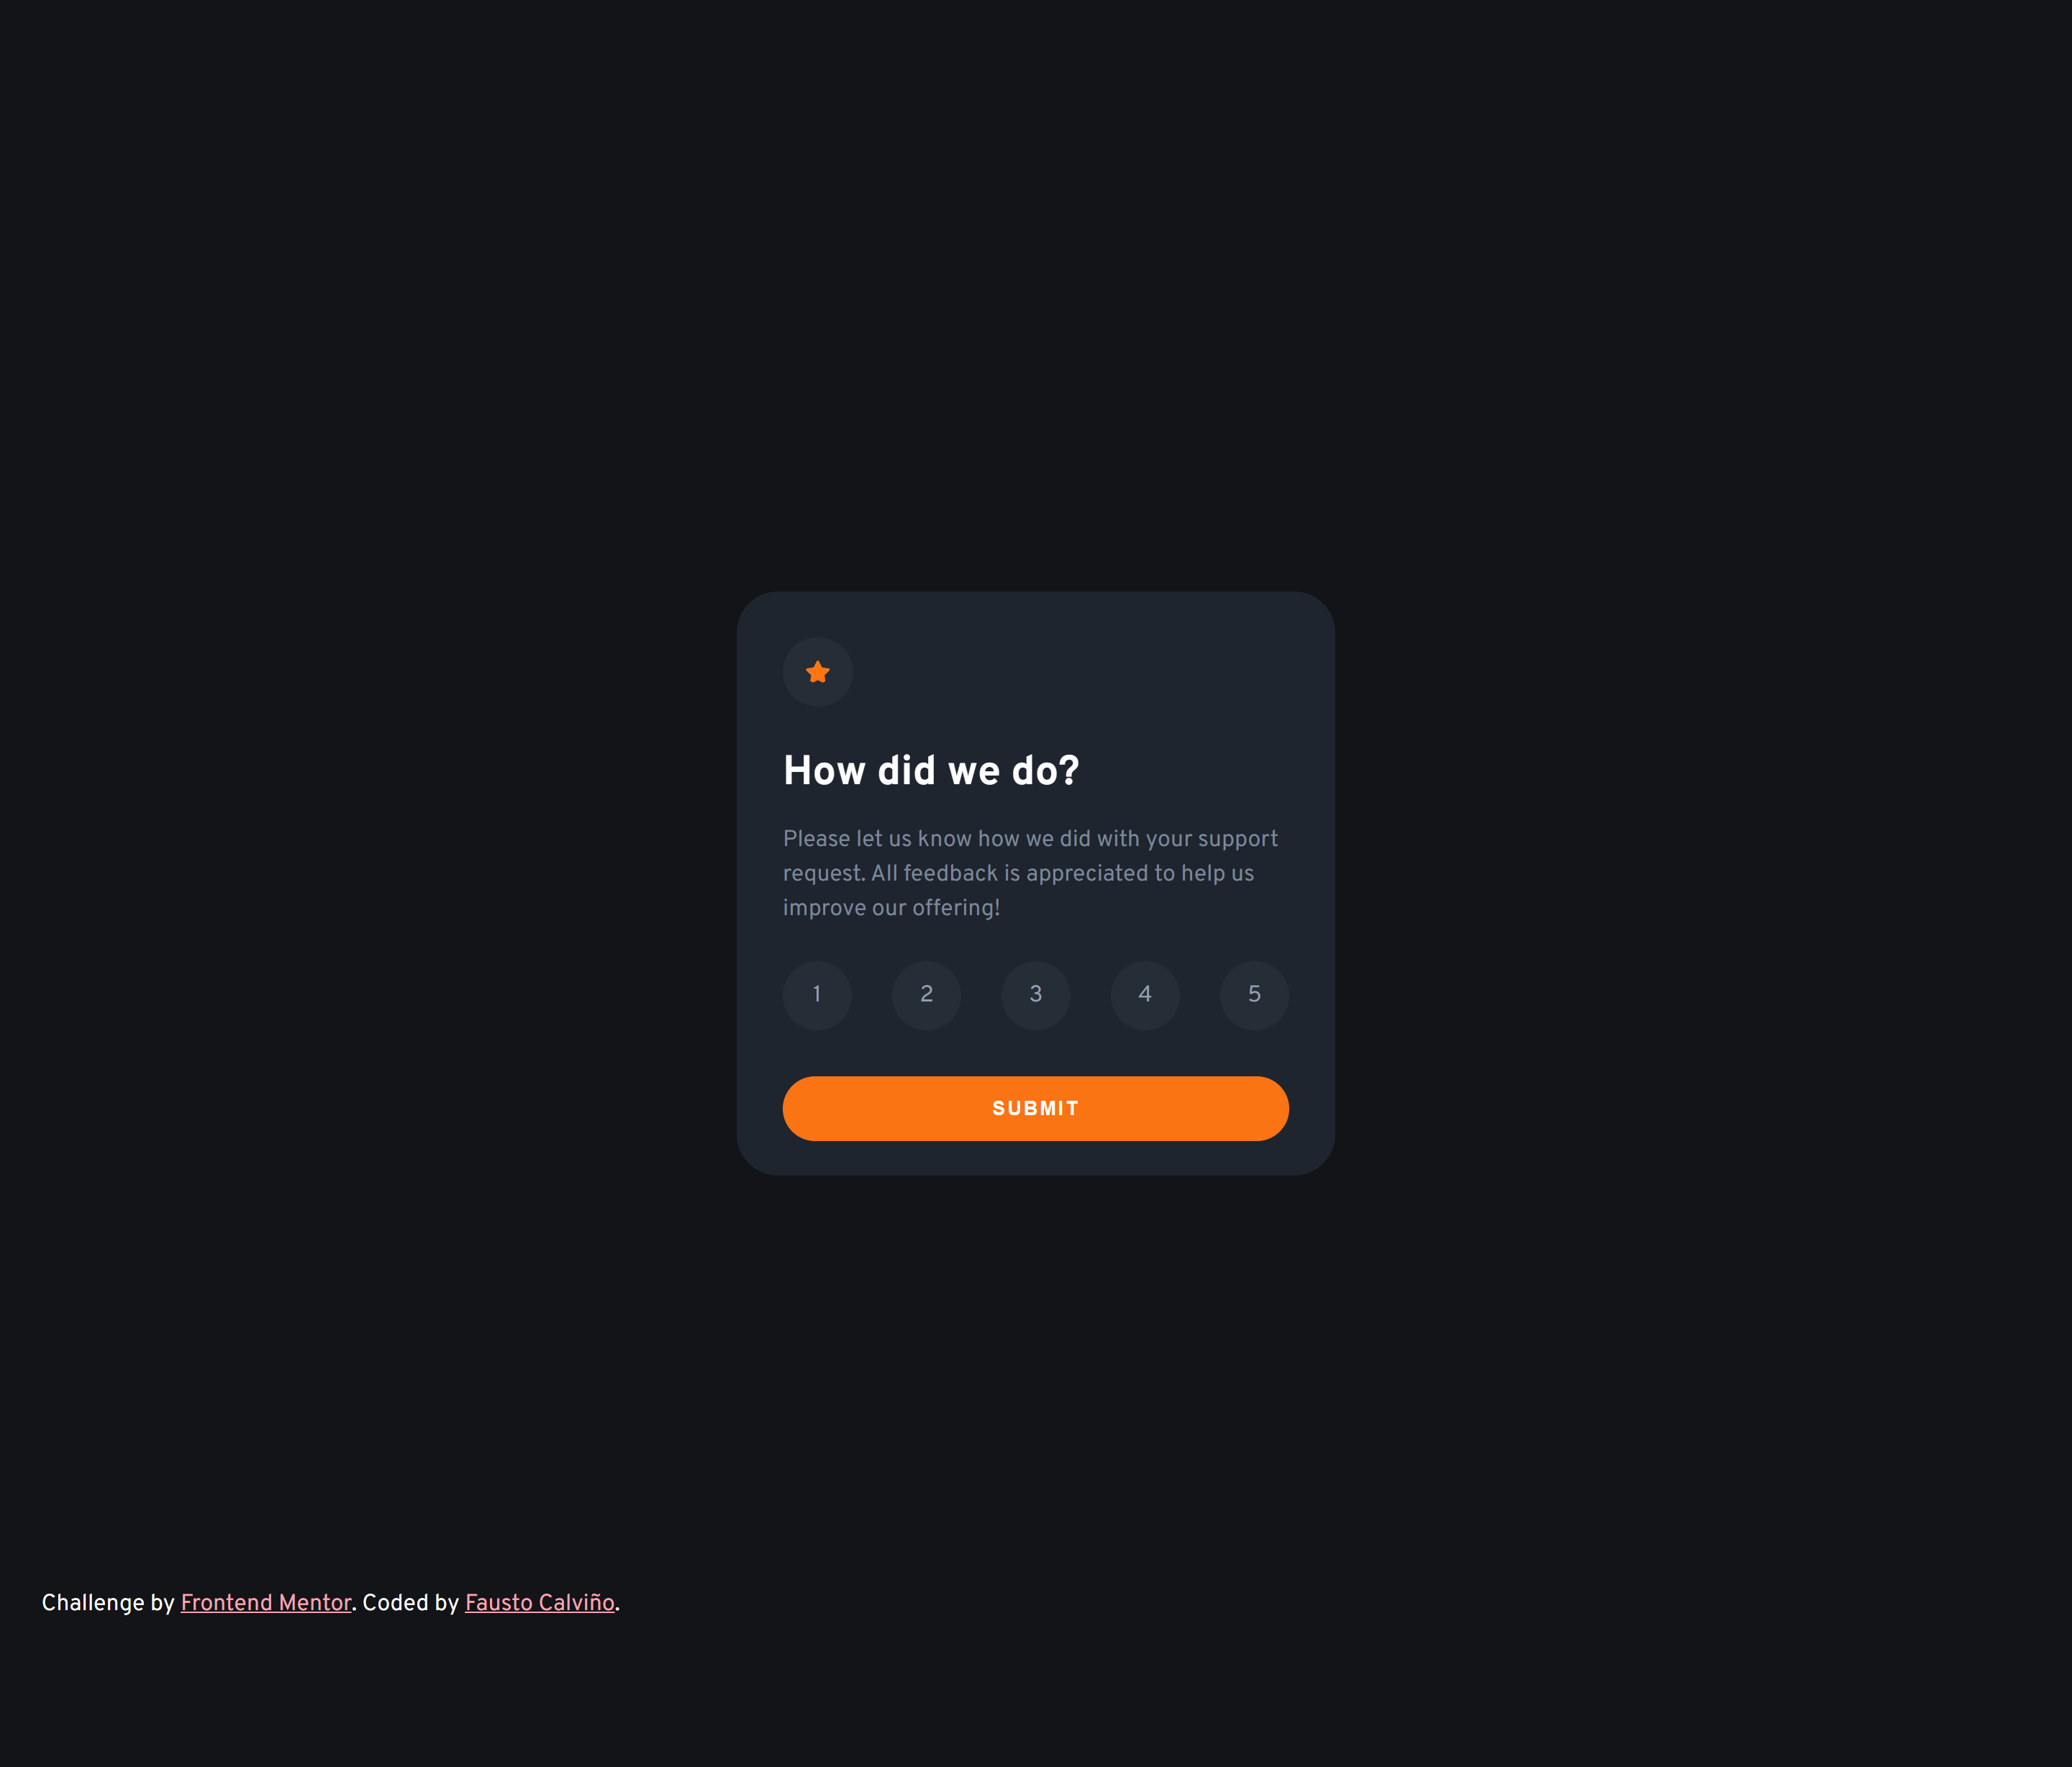 How did we do?
Please let us know how we did with your support
request. All feedback is appreciated to help us
improve our offering!
1 2 3 4 5
SUBMIT
Challenge by Frontend Mentor. Coded by Fausto Calviño.